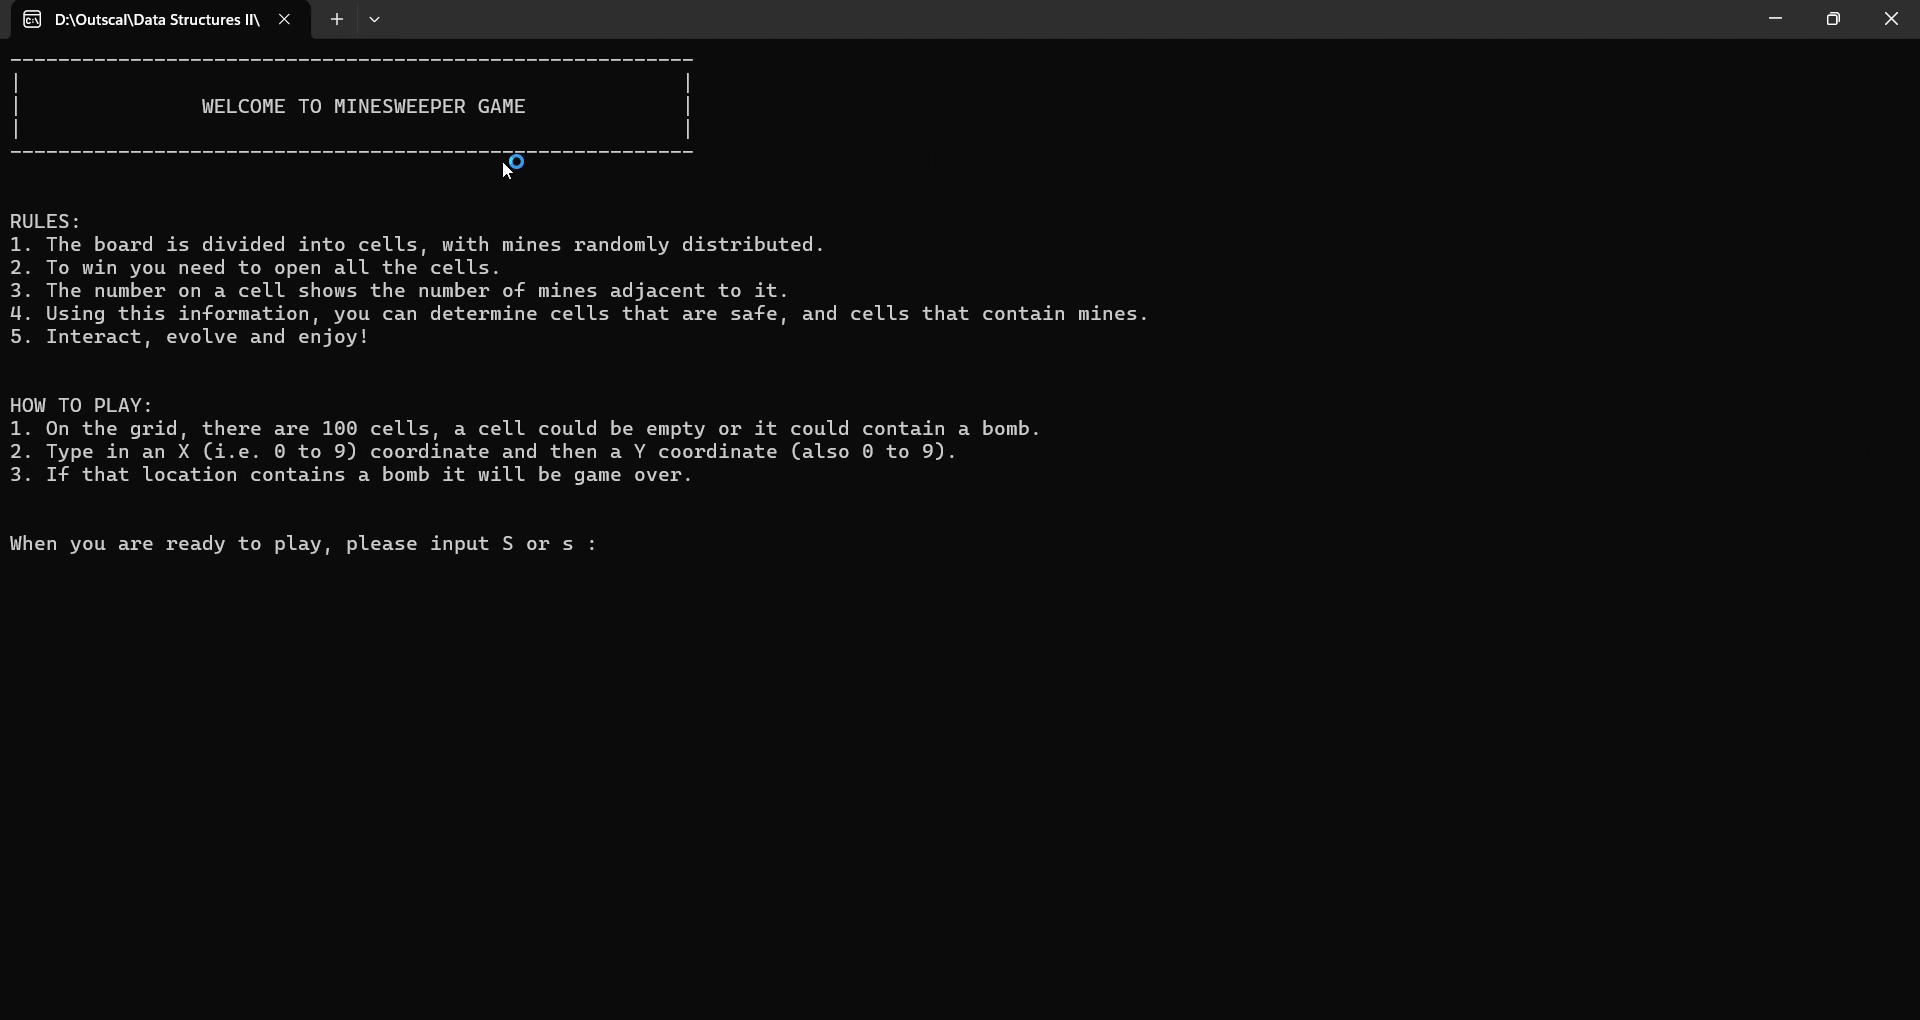 D:\Outscal\Data Structures II\
WELCOME TO MINESWEEPER GAME
RULES:
1. The board is divided into cells, with mines randomly distributed.
2. To win you need to open all the cells.
3. The number on a cell shows the number of mines adjacent to it.
4. Using this information, you can determine cells that are safe, and cells that contain mines.
5. Interact, evolve and enjoy!
HOW TO PLAY:
1. On the grid, there are 100 cells, a cell could be empty or it could contain a bomb.
2. Type in an X (i.e. 0 to 9) coordinate and then a Y coordinate (also 0 to 9).
3. If that location contains a bomb it will be game over.
When you are ready to play, please input S or s :